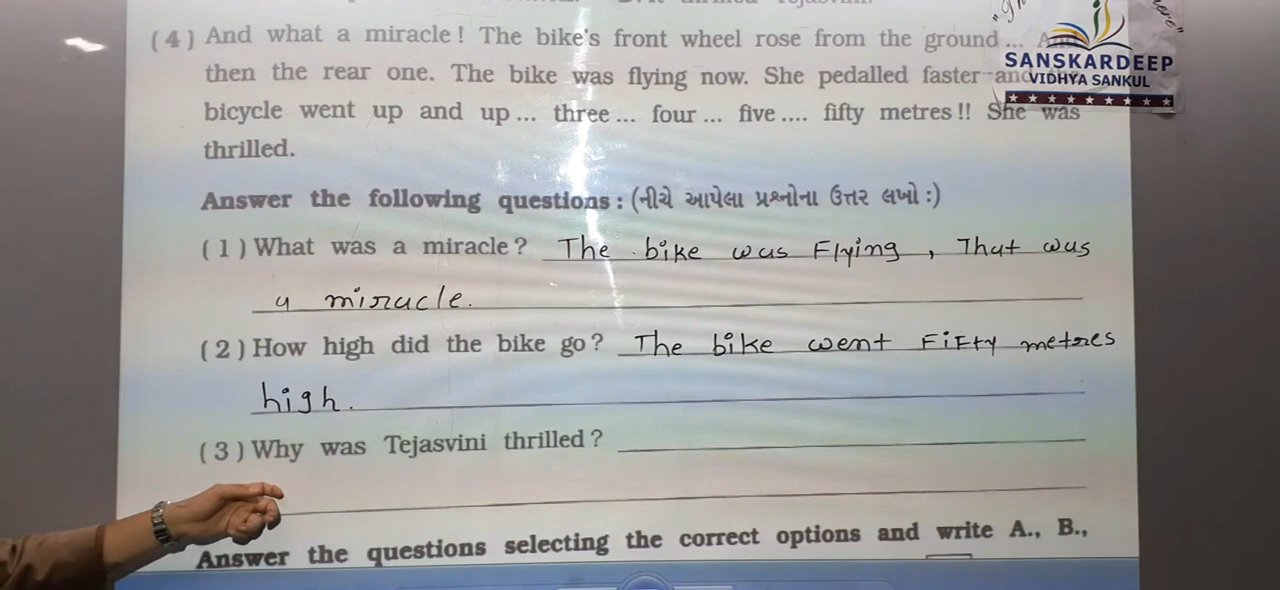 (4) And what a miracle! The bike's front wheel rose from the ground...
then the rear one. The bike was flying now. She pedalled faster and
bicycle went up and up... three... four... five.... fifty metres!! She was
thrilled.
SANSKARDEEP
VIDHYA SANKUL
Answer the following questions: (નીચે આપેલા પ્રશ્નોના ઉત્તર લખો :)
(1) What was a miracle? The bike was Flying, That was
a miracle.
(2) How high did the bike go? The bike went FiFty metres
high.
(3) Why was Tejasvini thrilled?
Answer the questions selecting the correct options and write A., B.,